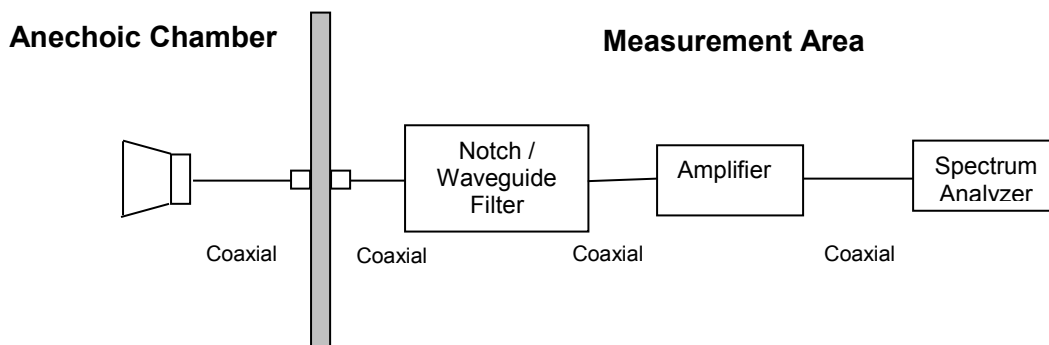 Anechoic Chamber
Measurement Area
Notch /
Waveguide
Filter
Amplifier
Spectrum
Analyzer
Coaxial
Coaxial
Coaxial
Coaxial